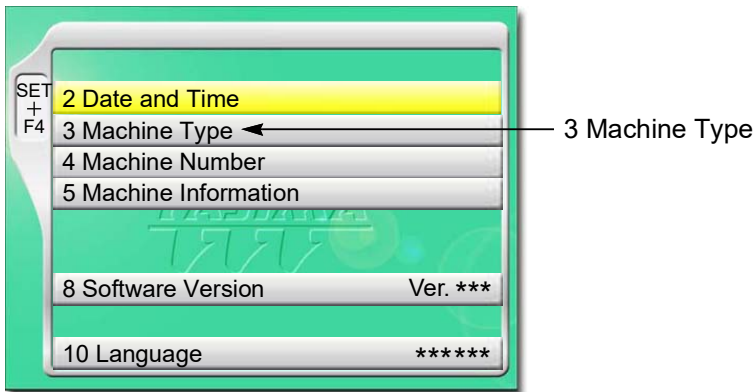 SET
+
F4
2 Date and Time
3 Machine Type
3 Machine Type
4 Machine Number
5 Machine Information
TAJIMA
8 Software Version Ver. ***
10 Language ******